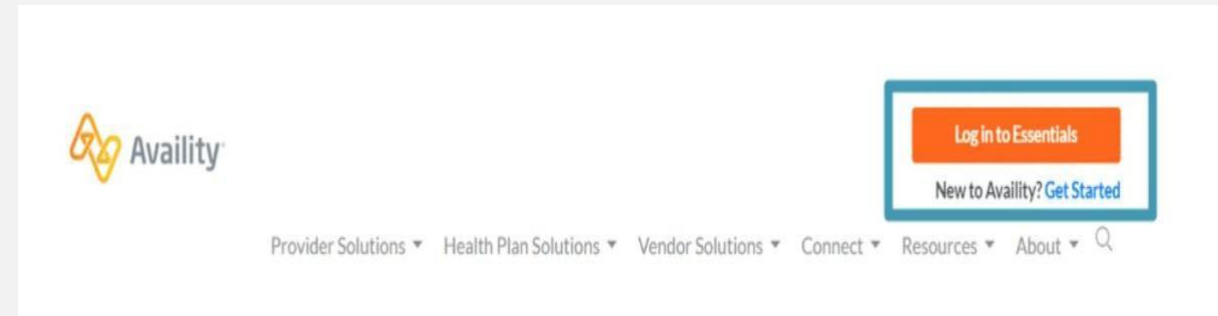 Availity
Log in to Essentials
New to Availity? Get Started
Provider Solutions Health Plan Solutions Vendor Solutions Connect Resources About